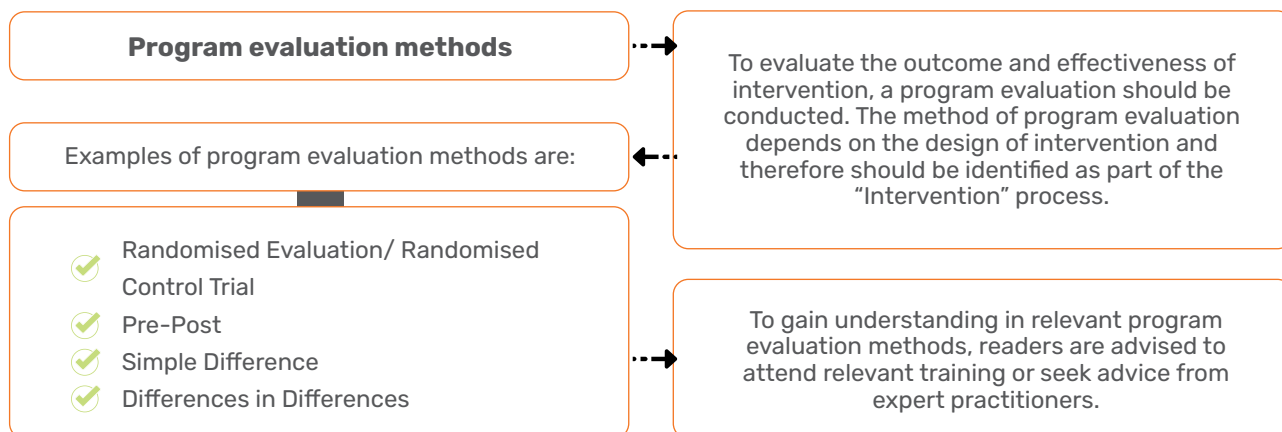 Program evaluation methods
To evaluate the outcome and effectiveness of
intervention, a program evaluation should be
conducted. The method of program evaluation
depends on the design of intervention and
therefore should be identified as part of the
“Intervention” process.
Examples of program evaluation methods are:
Randomised Evaluation/ Randomised
Control Trial
Pre-Post
Simple Difference
Differences in Differences
To gain understanding in relevant program
evaluation methods, readers are advised to
attend relevant training or seek advice from
expert practitioners.